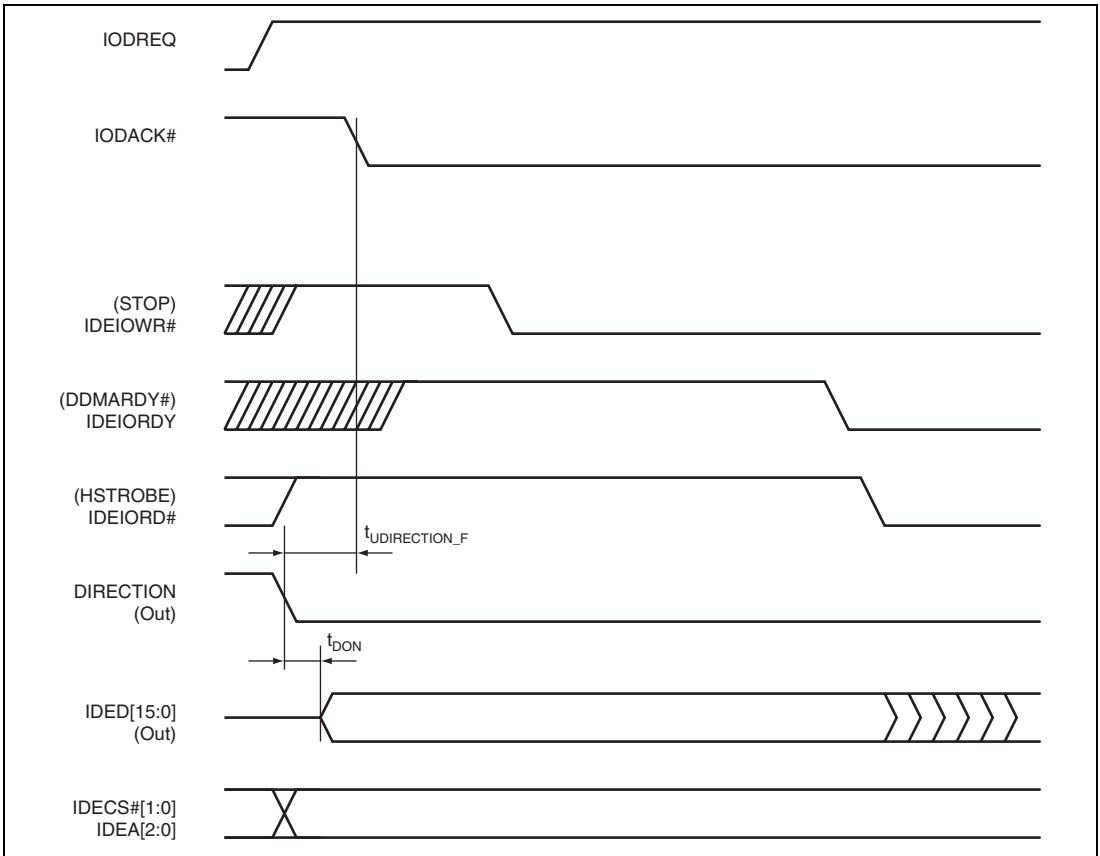 IODREQ
IODACK#
(STOP)
IDEIOWR#
(DDMARDY#)
IDEIORDY
(HSTROBE)
IDEIORD#
tUDIRECTION_F
DIRECTION
(Out)
tDON
IDED[15:0]
(Out)
IDECS#[1:0]
IDEA[2:0]